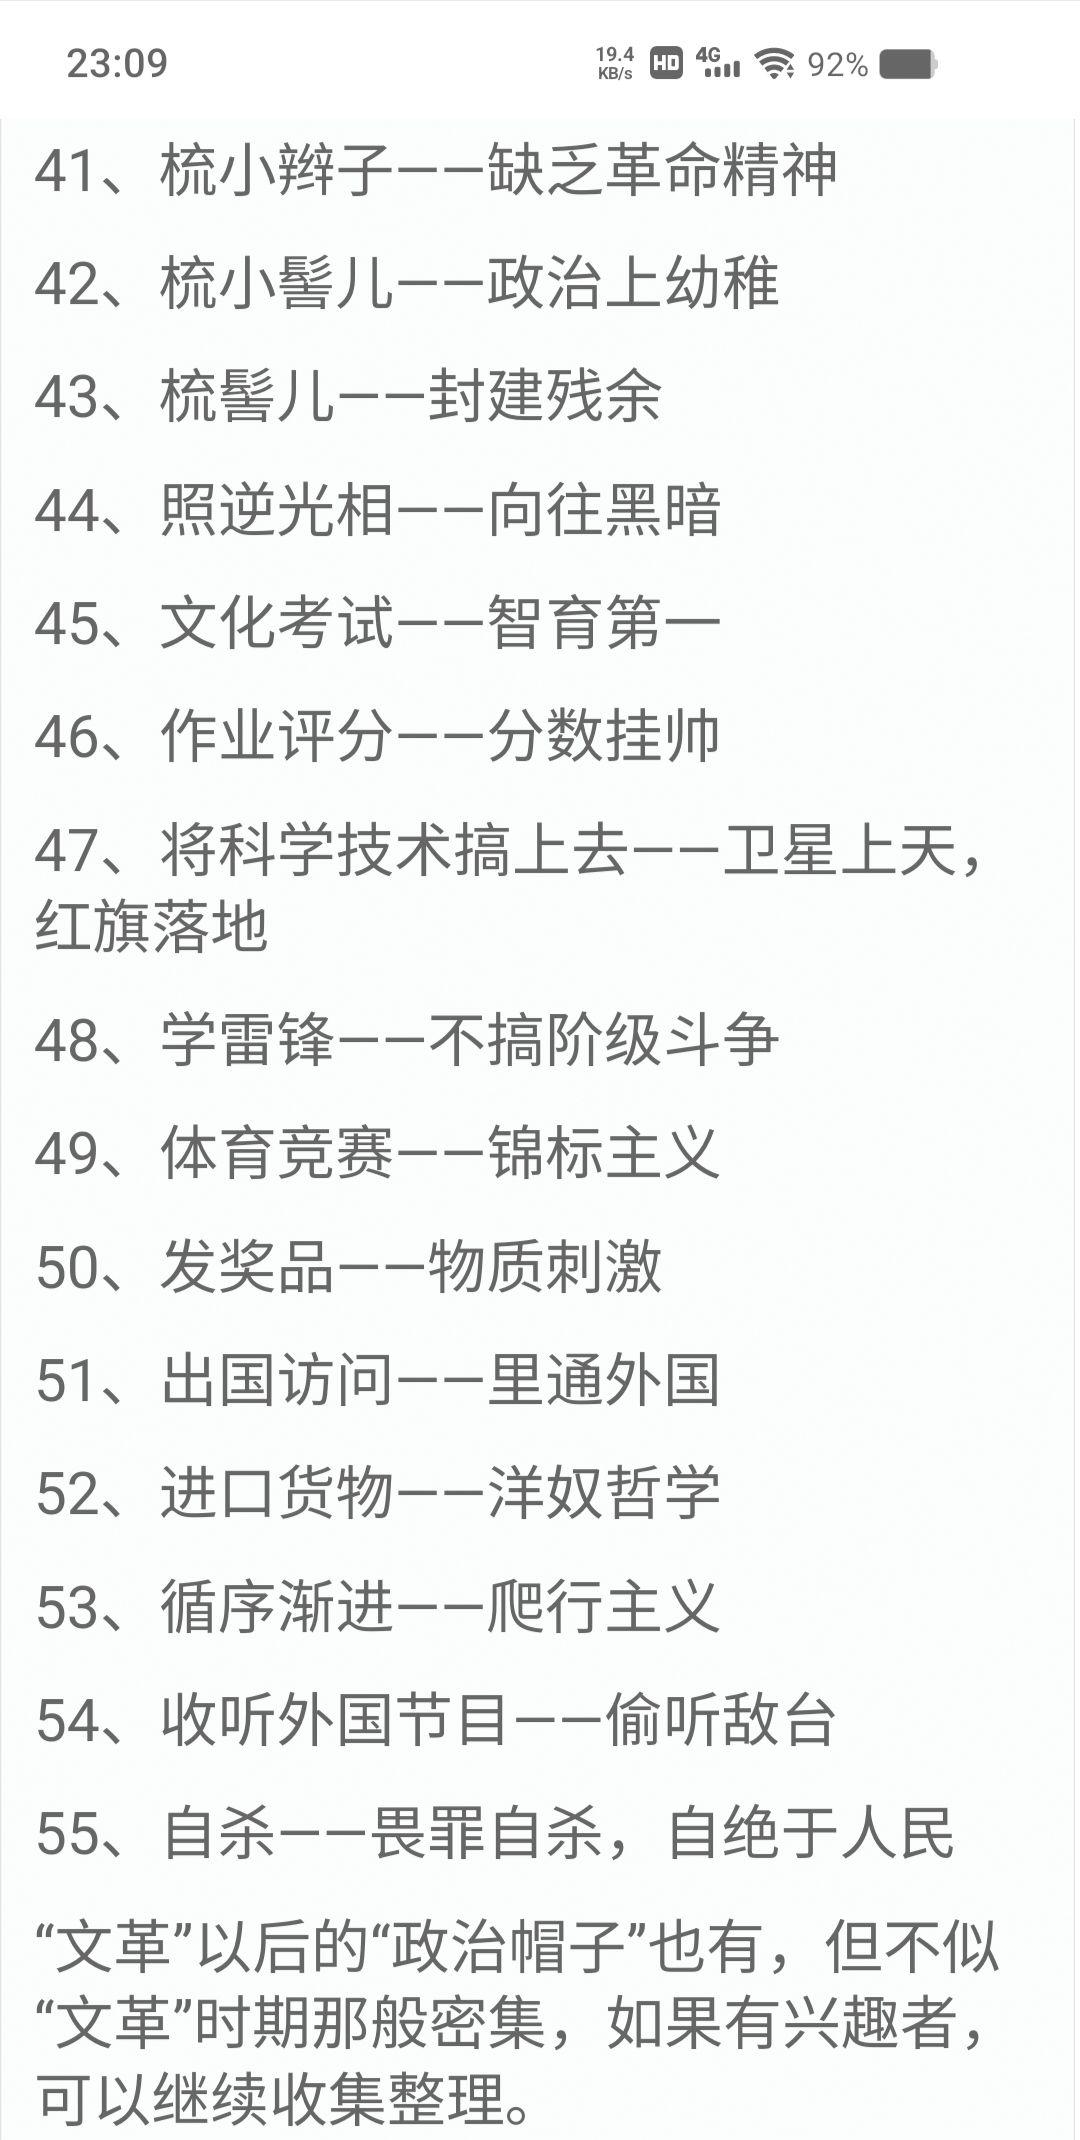 23:09
19.4 KB/s HD 4G 92%
41、梳小辫子——缺乏革命精神
42、梳小髻儿——政治上幼稚
43、梳髻儿——封建残余
44、照逆光相——向往黑暗
45、文化考试——智育第一
46、作业评分——分数挂帅
47、将科学技术搞上去——卫星上天，
红旗落地
48、学雷锋——不搞阶级斗争
49、体育竞赛——锦标主义
50、发奖品——物质刺激
51、出国访问——里通外国
52、进口货物——洋奴哲学
53、循序渐进——爬行主义
54、收听外国节目——偷听敌台
55、自杀——畏罪自杀，自绝于人民
“文革”以后的“政治帽子”也有，但不似
“文革”时期那般密集，如果有兴趣者，
可以继续收集整理。